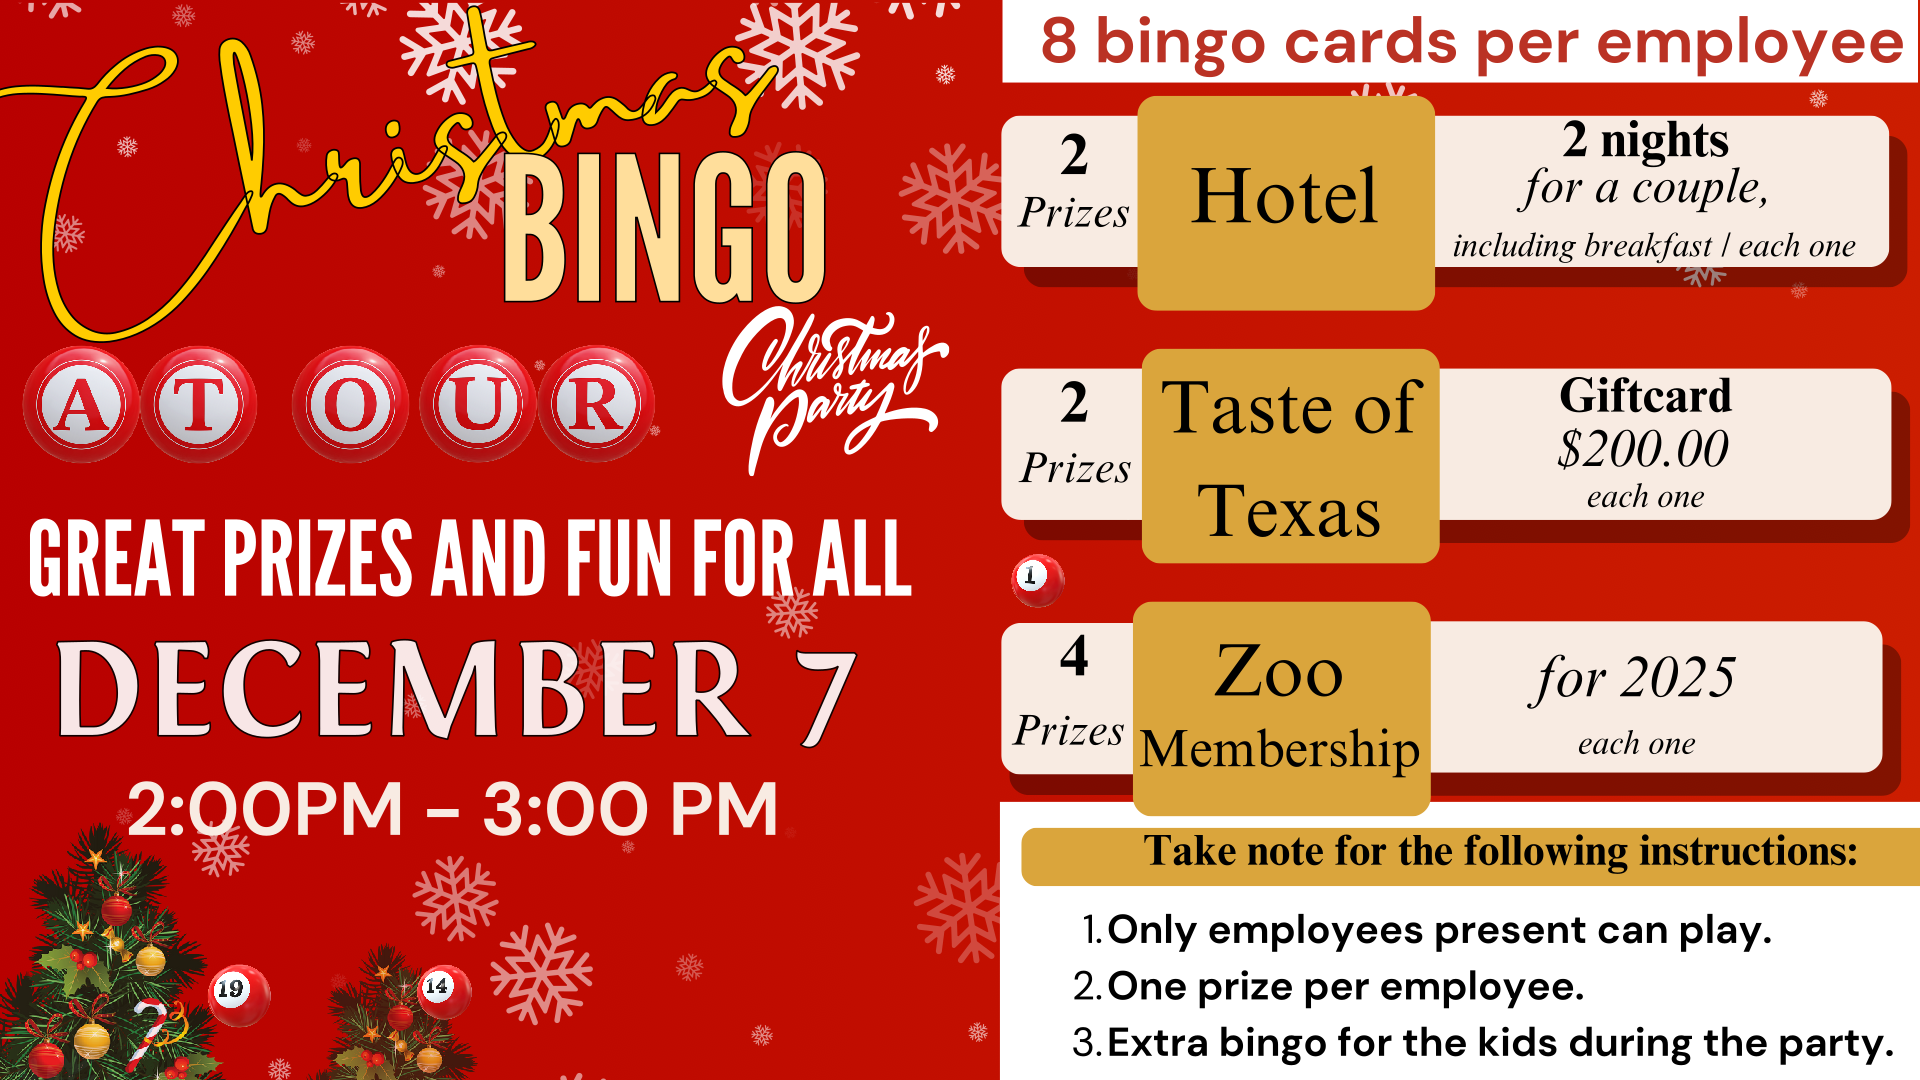 Christmas
BINGO
AT OUR
Christmas
Party
GREAT PRIZES AND FUN FOR ALL
DECEMBER 7
2:00PM – 3:00 PM
19
14
8 bingo cards per employee
2
Prizes
Hotel
2 nights
for a couple,
including breakfast / each one
2
Prizes
Taste of
Texas
Giftcard
$200.00
each one
1
4
Prizes
Zoo
Membership
for 2025
each one
Take note for the following instructions:
1. Only employees present can play.
2. One prize per employee.
3. Extra bingo for the kids during the party.